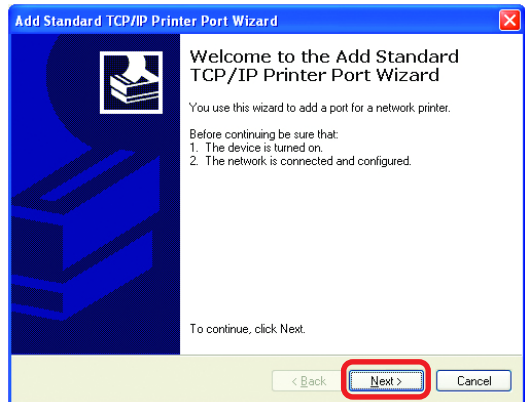 Add Standard TCP/IP Printer Port Wizard
Welcome to the Add Standard
TCP/IP Printer Port Wizard
You use this wizard to add a port for a network printer.
Before continuing be sure that:
1. The device is turned on.
2. The network is connected and configured.
To continue, click Next.
< Back
Next >
Cancel